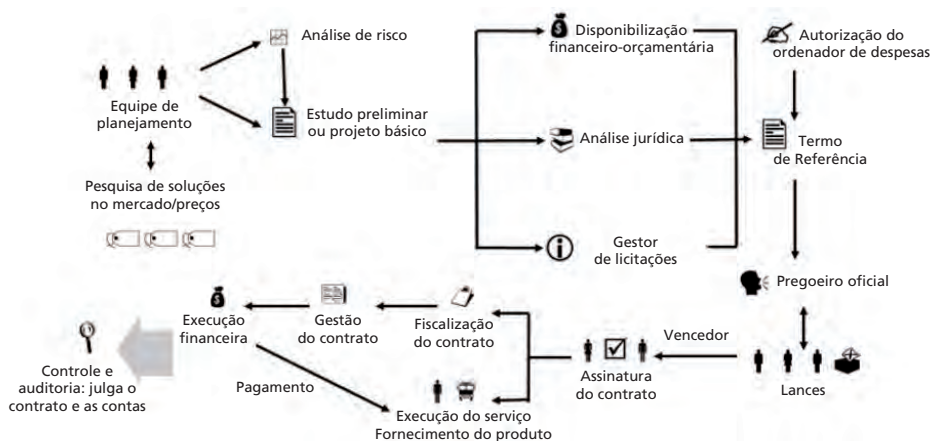 Análise de risco
Disponibilização
financeiro-orçamentária
Autorização do
ordenador de despesas
Equipe de
planejamento
Estudo preliminar
ou projeto básico
Análise jurídica
Termo
de Referência
Pesquisa de soluções
no mercado/preços
Gestor
de licitações
Pregoeiro oficial
Execução
financeira
Gestão
do contrato
Fiscalização
do contrato
Vencedor
Controle e
auditoria: julga o
contrato e as contas
Assinatura
do contrato
Lances
Pagamento
Execução do serviço
Fornecimento do produto